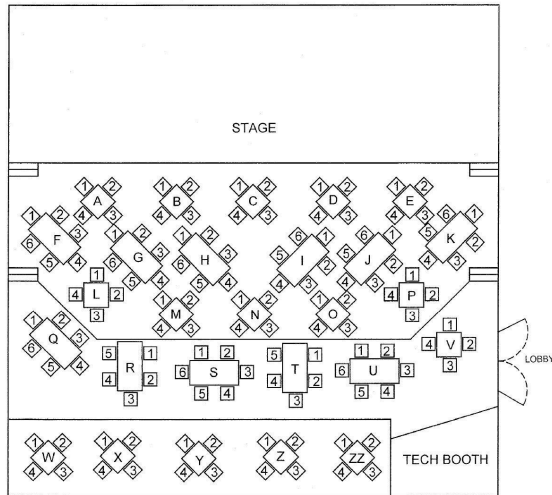 STAGE
1 2 A 4 3
1 2 B 4 3
1 2 C 4 3
1 2 D 4 3
1 2 E 4 3
1 2 F 3 6 5 4
1 2 G 3 6 5 4
1 2 H 3 6 5 4
6 1 5 I 2 4 3
6 1 5 J 2 4 3
6 1 5 K 2 4 3
1 4 L 2 3
1 2 M 4 3
1 2 N 4 3
1 2 O 4 3
1 4 P 2 3
1 2 Q 3 6 5 4
5 1 R 4 2 3
1 2 6 S 3 5 4
5 1 T 4 2 3
1 2 6 U 3 5 4
1 4 V 2 3
LOBBY
1 2 W 4 3
1 2 X 4 3
1 2 Y 4 3
1 2 Z 4 3
1 2 ZZ 4 3
TECH BOOTH